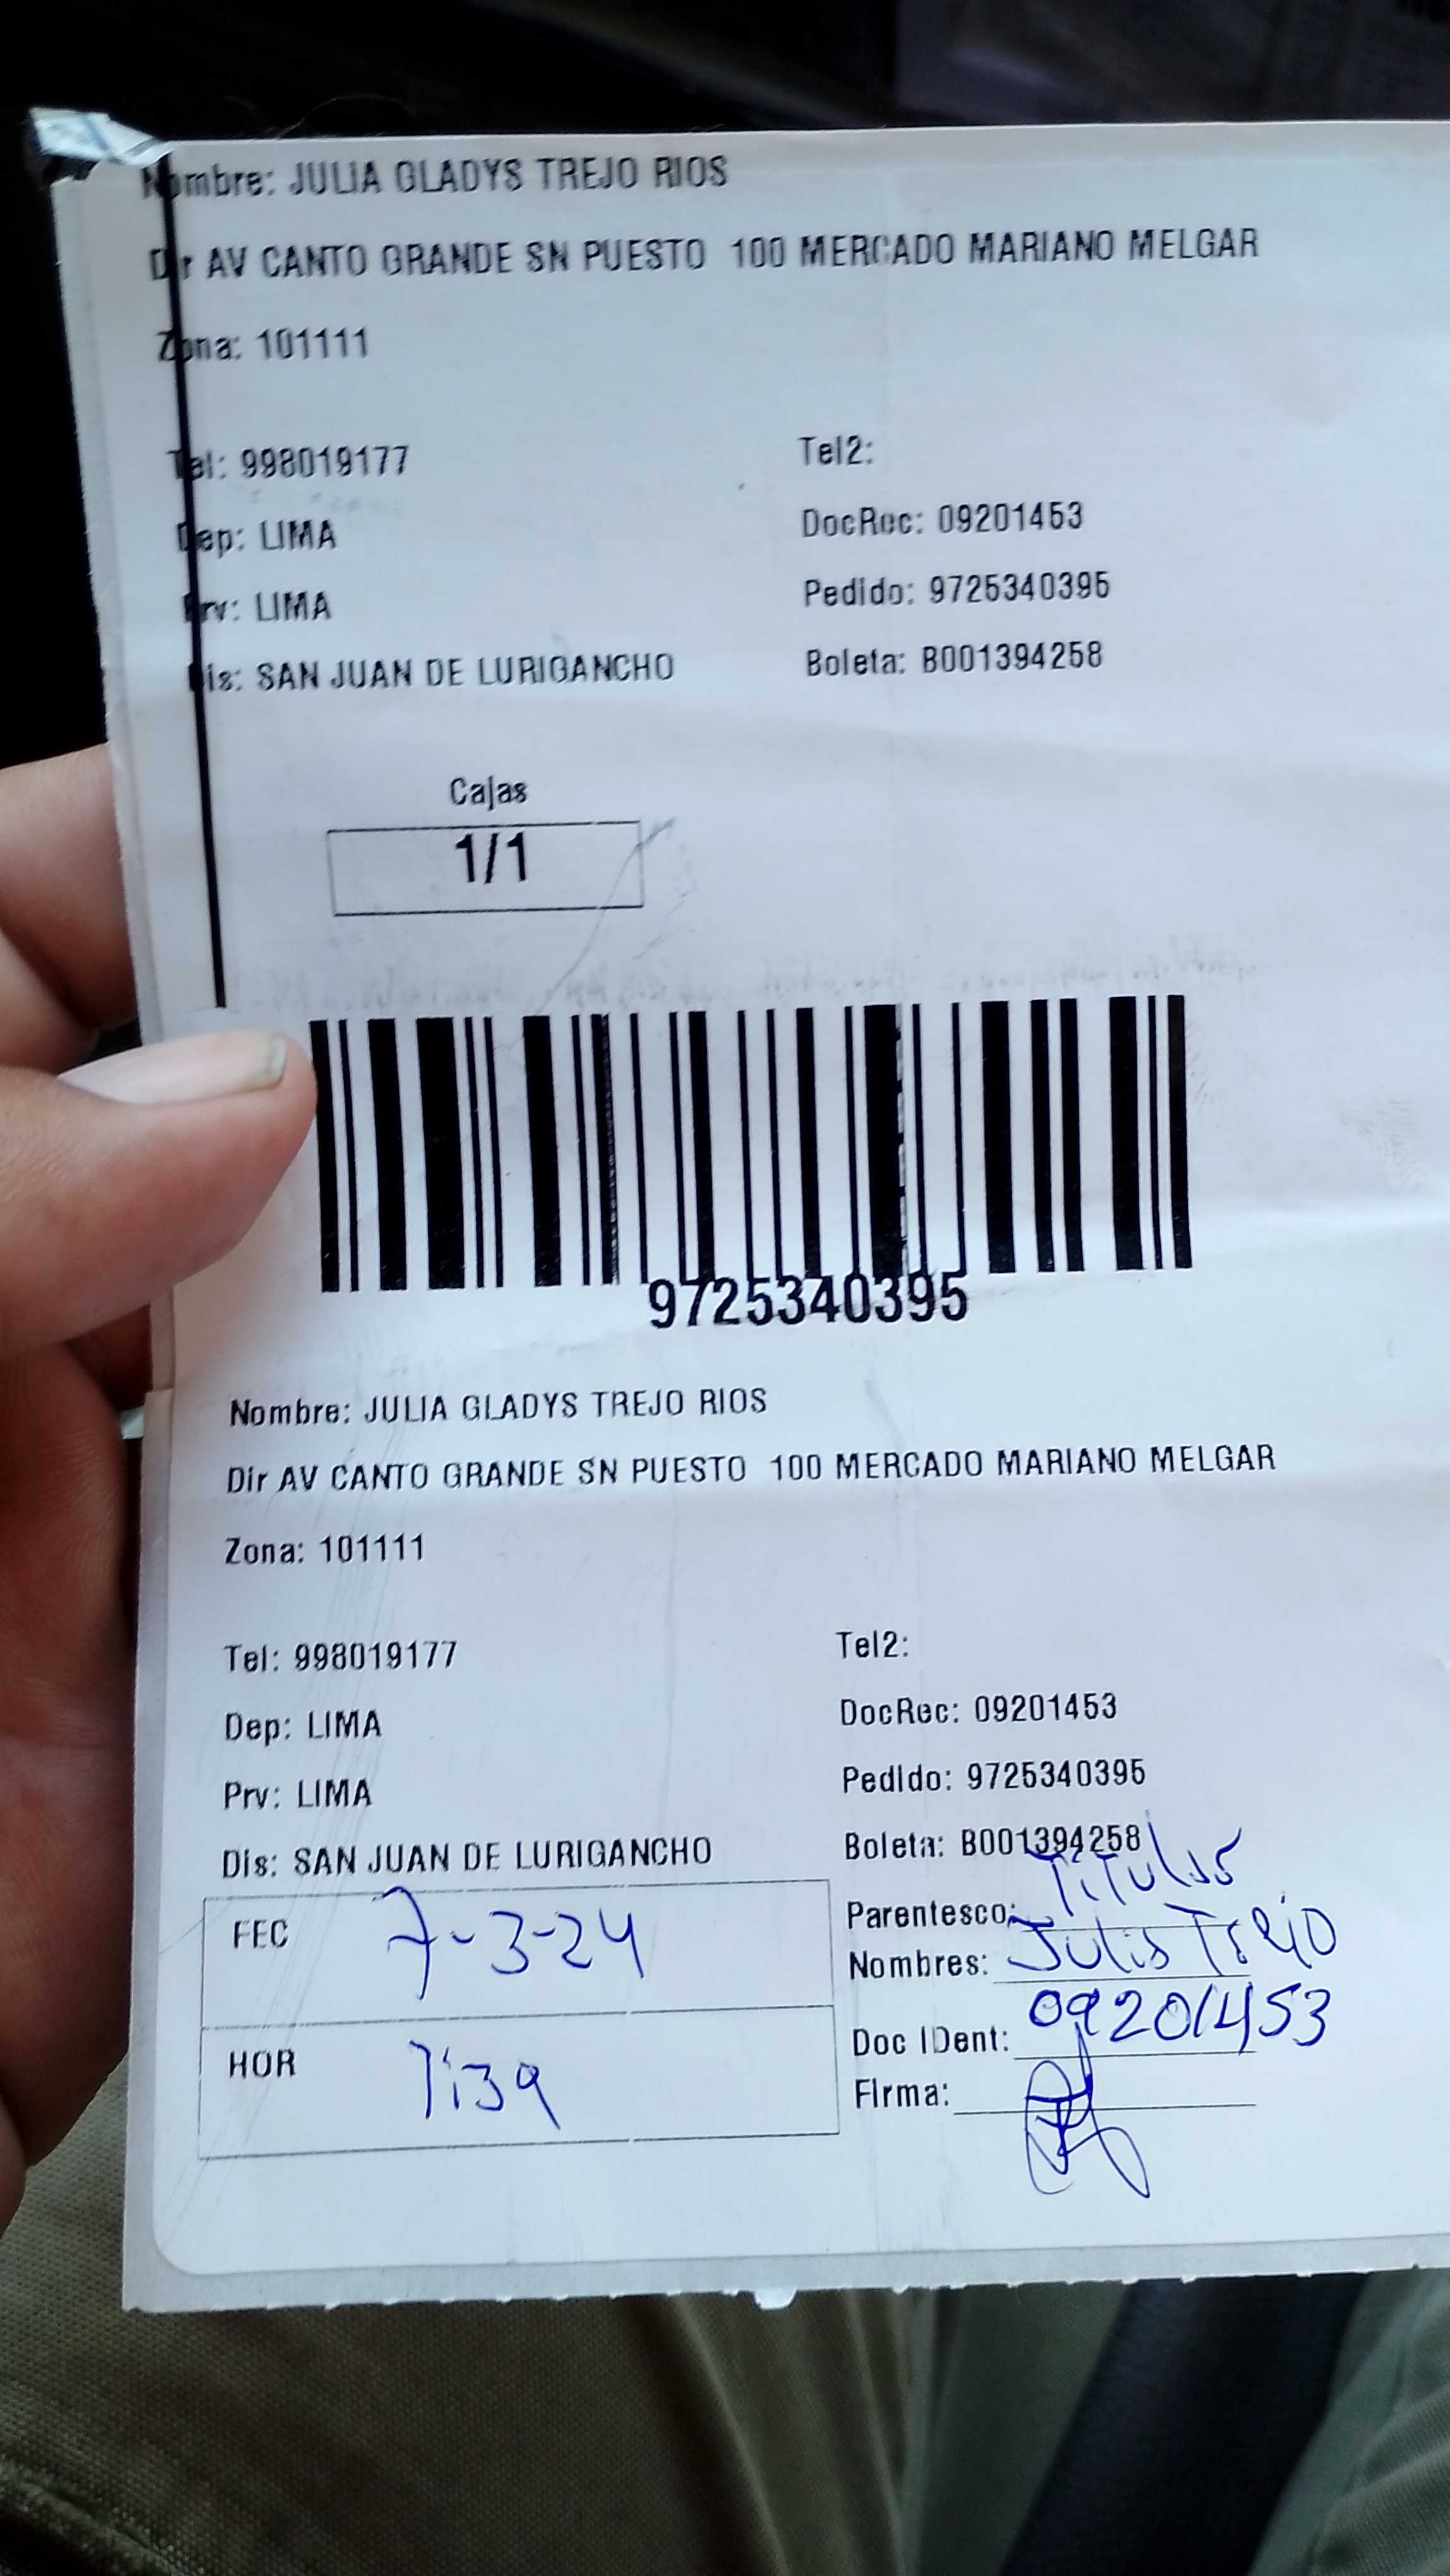 Nombre: JULIA GLADYS TREJO RIOS
Dir AV CANTO GRANDE SN PUESTO 100 MERCADO MARIANO MELGAR
Zona: 101111
Tel: 998019177 Tel2:
Dep: LIMA DocRec: 09201453
Prv: LIMA Pedido: 9725340395
Dis: SAN JUAN DE LURIGANCHO Boleta: B001394258
Cajas
1/1
9725340395
Nombre: JULIA GLADYS TREJO RIOS
Dir AV CANTO GRANDE SN PUESTO 100 MERCADO MARIANO MELGAR
Zona: 101111
Tel: 998019177 Tel2:
Dep: LIMA DocRec: 09201453
Prv: LIMA Pedido: 9725340395
Dis: SAN JUAN DE LURIGANCHO Boleta: B001394258
FEC 7-3-24 Parentesco: Titular
Nombres: Julia Trejo
HOR 1:39 Doc IDent: 09201453
Firma: